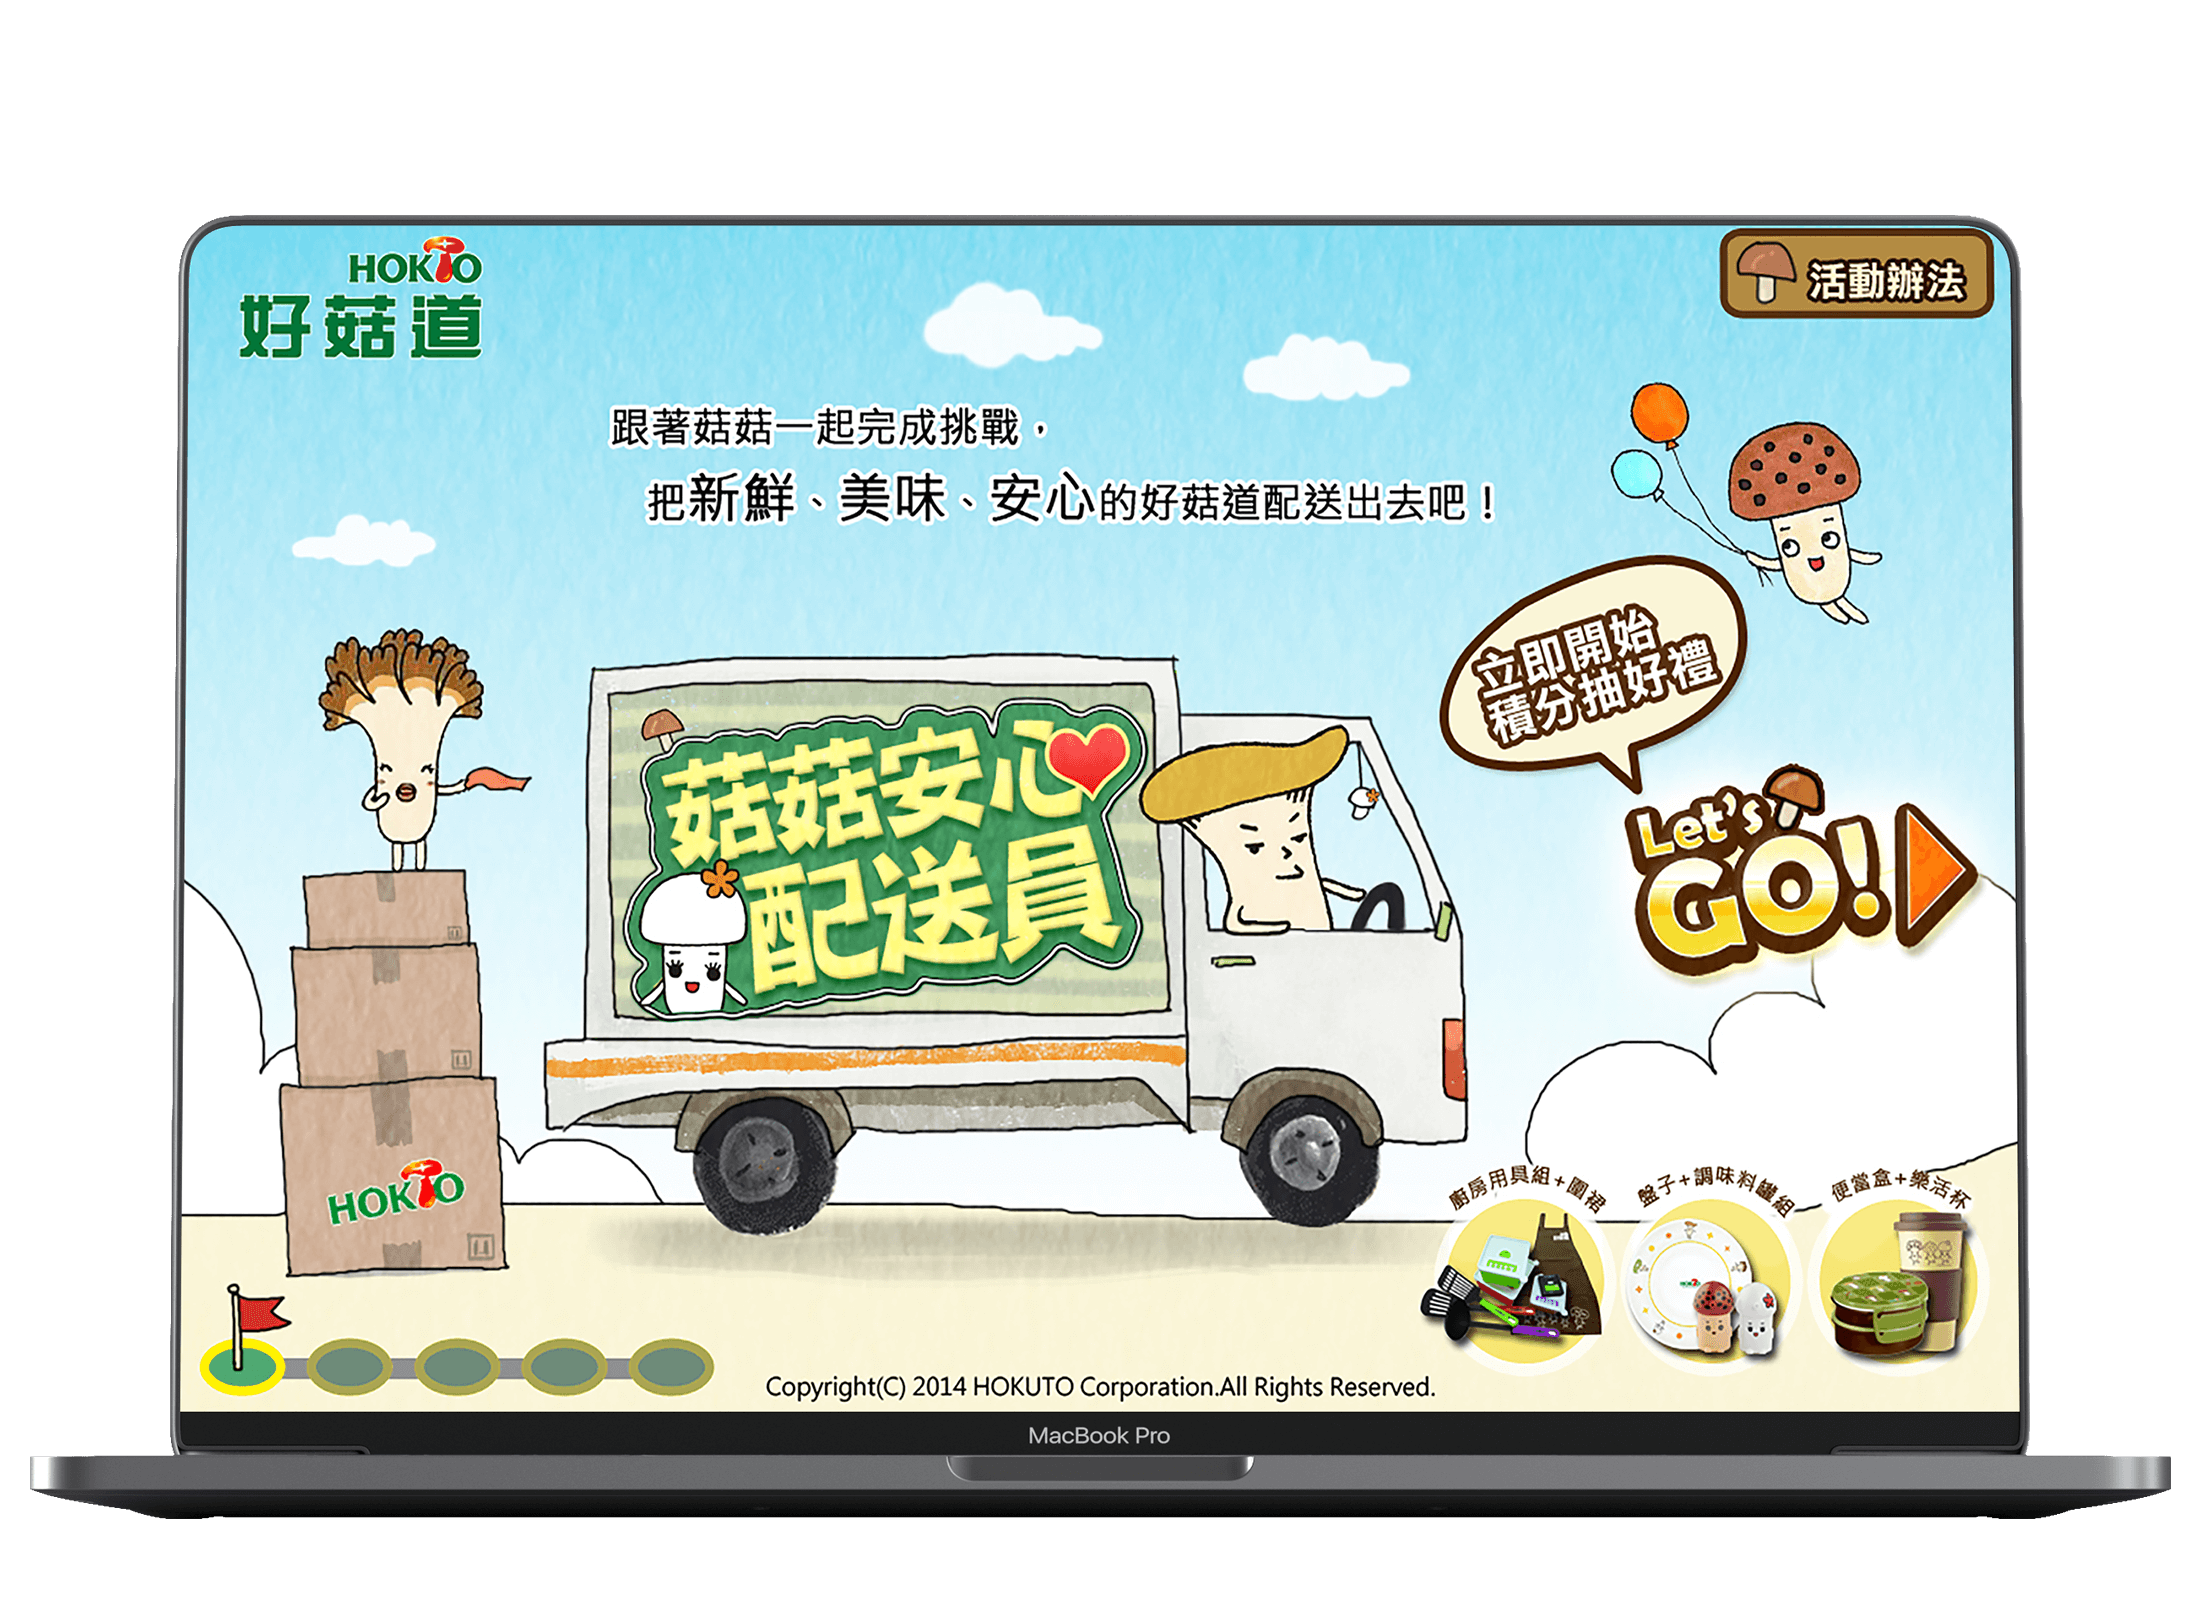 HOKTO
好菇道
活動辦法
跟著菇菇一起完成挑戰，
把新鮮、美味、安心的好菇道配送出去吧！
立即開始
積分抽好禮
菇菇安心
配送員
Let's
GO!
HOKTO
廚房用具組+圍裙
盤子+調味料罐組
便當盒+樂活杯
Copyright(C) 2014 HOKUTO Corporation.All Rights Reserved.
MacBook Pro